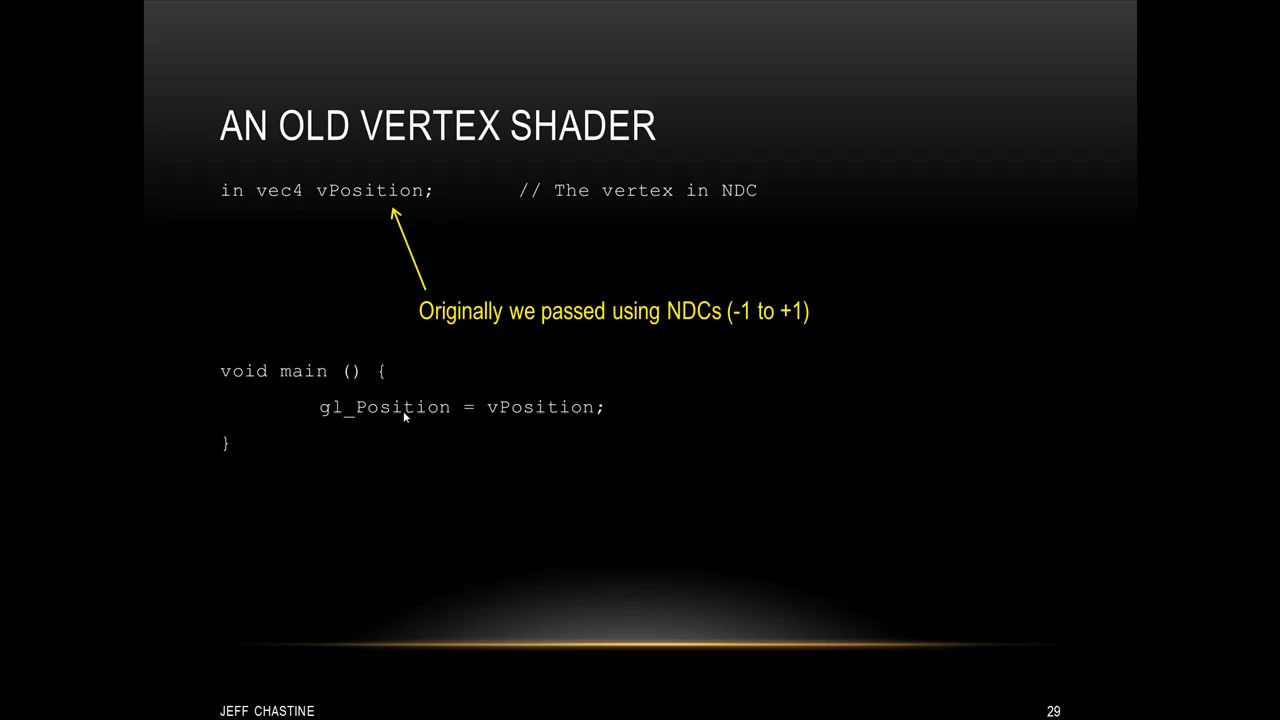 AN OLD VERTEX SHADER
in vec4 vPosition; // The vertex in NDC
Originally we passed using NDCs (-1 to +1)
void main () {
gl_Position = vPosition;
}
JEFF CHASTINE 29